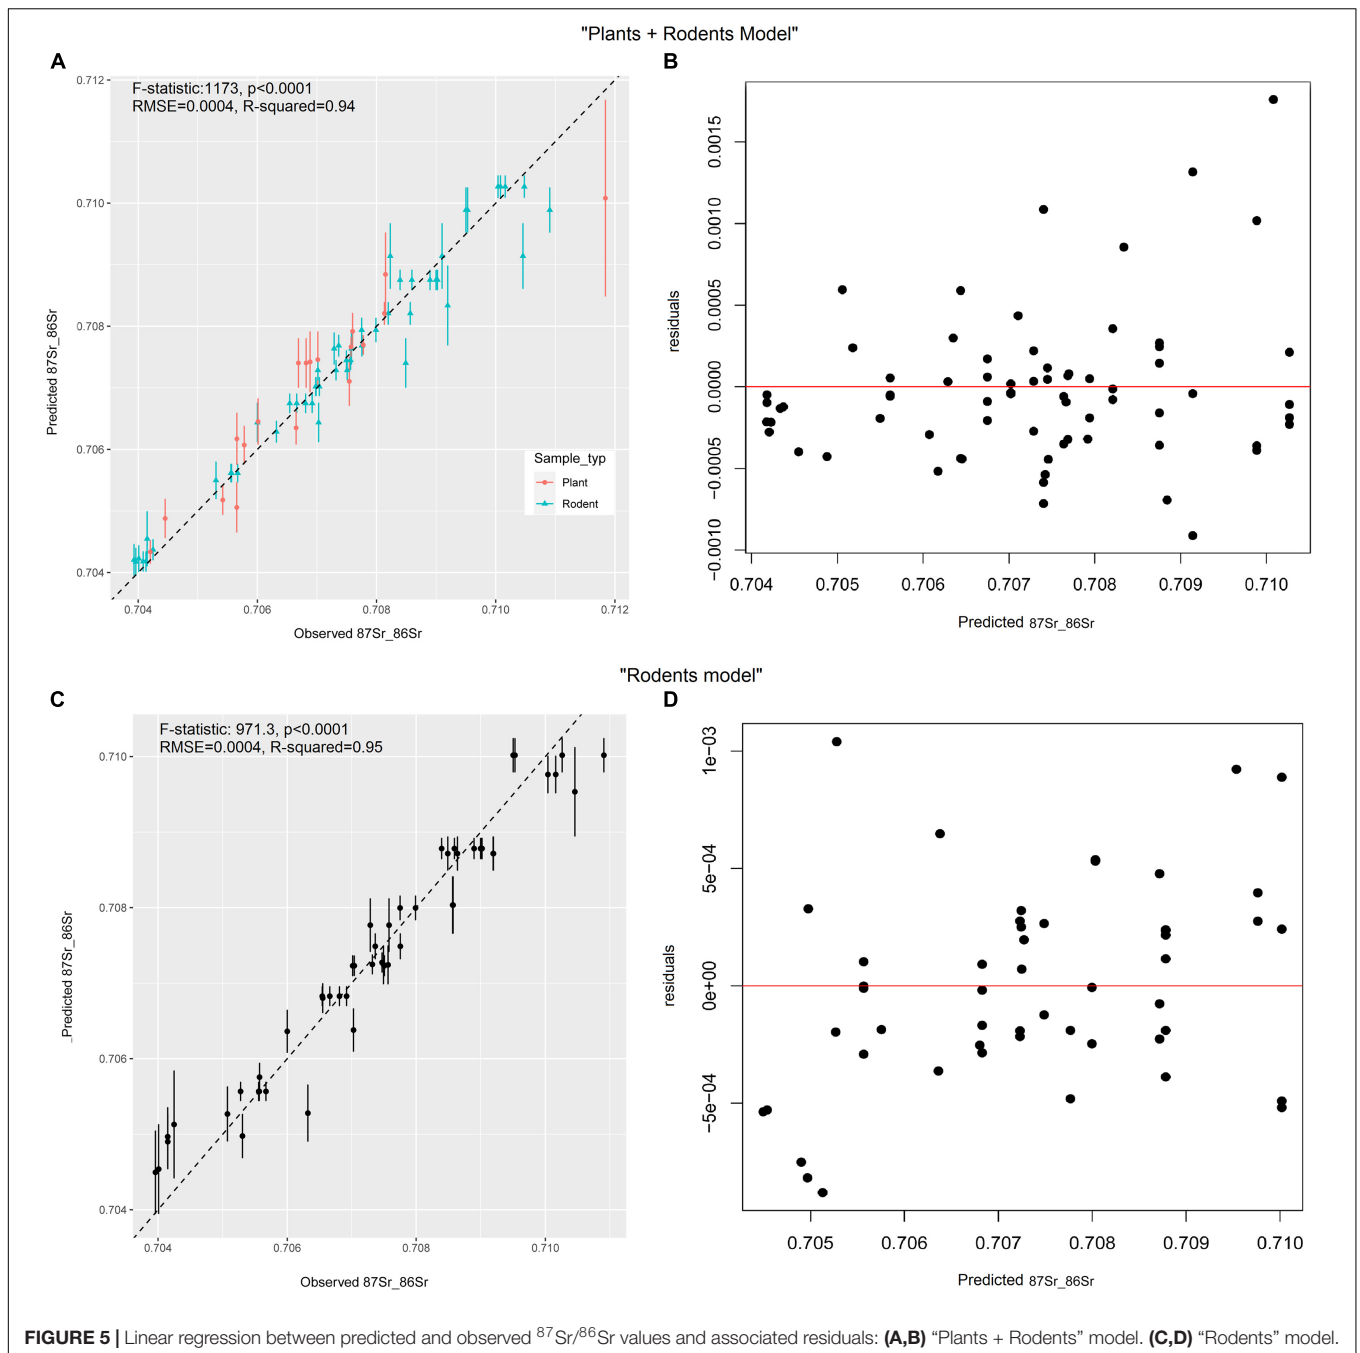 "Plants + Rodents Model"
A
F-statistic:1173, p<0.0001
RMSE=0.0004, R-squared=0.94
0.712
0.710
0.708
0.706
0.704
Predicted 87Sr_86Sr
Sample_typ
Plant
Rodent
0.704 0.706 0.708 0.710 0.712
Observed 87Sr_86Sr
B
0.0015
0.0010
0.0005
0.0000
−0.0005
−0.0010
residuals
0.704 0.705 0.706 0.707 0.708 0.709 0.710
Predicted 87Sr_86Sr
"Rodents model"
C
F-statistic: 971.3, p<0.0001
RMSE=0.0004, R-squared=0.95
0.710
0.708
0.706
0.704
_Predicted 87Sr_86Sr
0.704 0.706 0.708 0.710
Observed 87Sr_86Sr
D
1e−03
5e−04
0e+00
−5e−04
residuals
0.705 0.706 0.707 0.708 0.709 0.710
Predicted 87Sr_86Sr
FIGURE 5 | Linear regression between predicted and observed ⁸⁷Sr/⁸⁶Sr values and associated residuals: (A,B) “Plants + Rodents” model. (C,D) “Rodents” model.